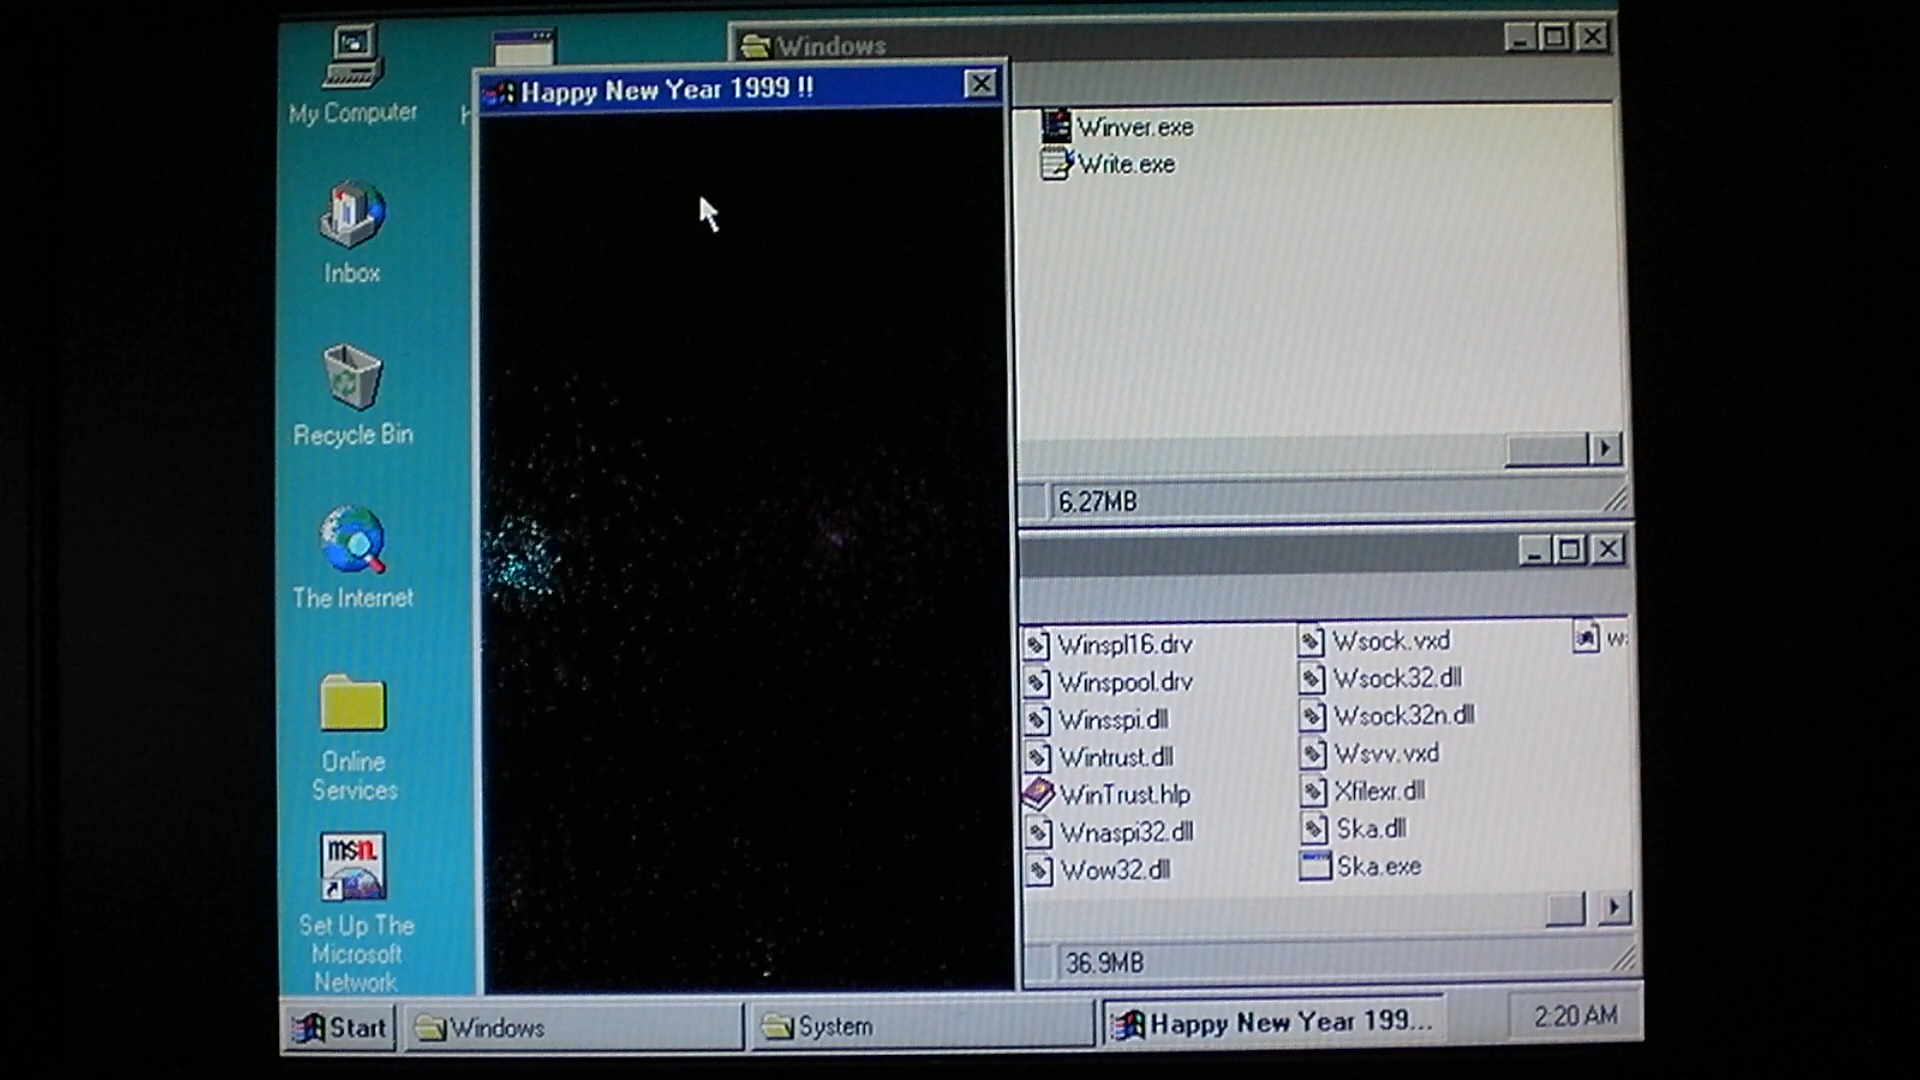 My Computer
Inbox
Recycle Bin
The Internet
Online
Services
msn.
Set Up The
Microsoft
Network
Windows
Happy New Year 1999 !!
Winver.exe
Write.exe
6.27MB
Winspl16.drv
Winspool.drv
Winsspi.dll
Wintrust.dll
WinTrust.hlp
Wnaspi32.dll
Wow32.dll
Wsock.vxd
Wsock32.dll
Wsock32n.dll
Wsvv.vxd
Xfilexr.dll
Ska.dll
Ska.exe
36.9MB
Start
Windows
System
Happy New Year 199...
2:20 AM